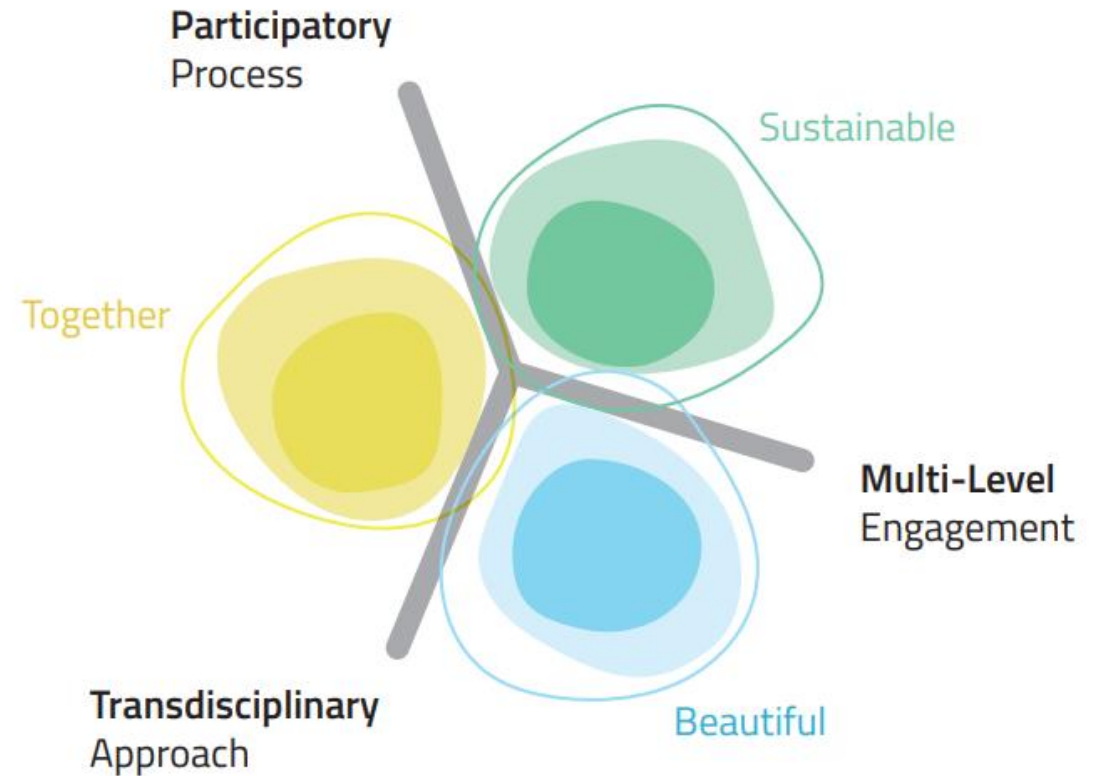 Participatory
Process
Sustainable
Together
Multi-Level
Engagement
Transdisciplinary
Approach
Beautiful